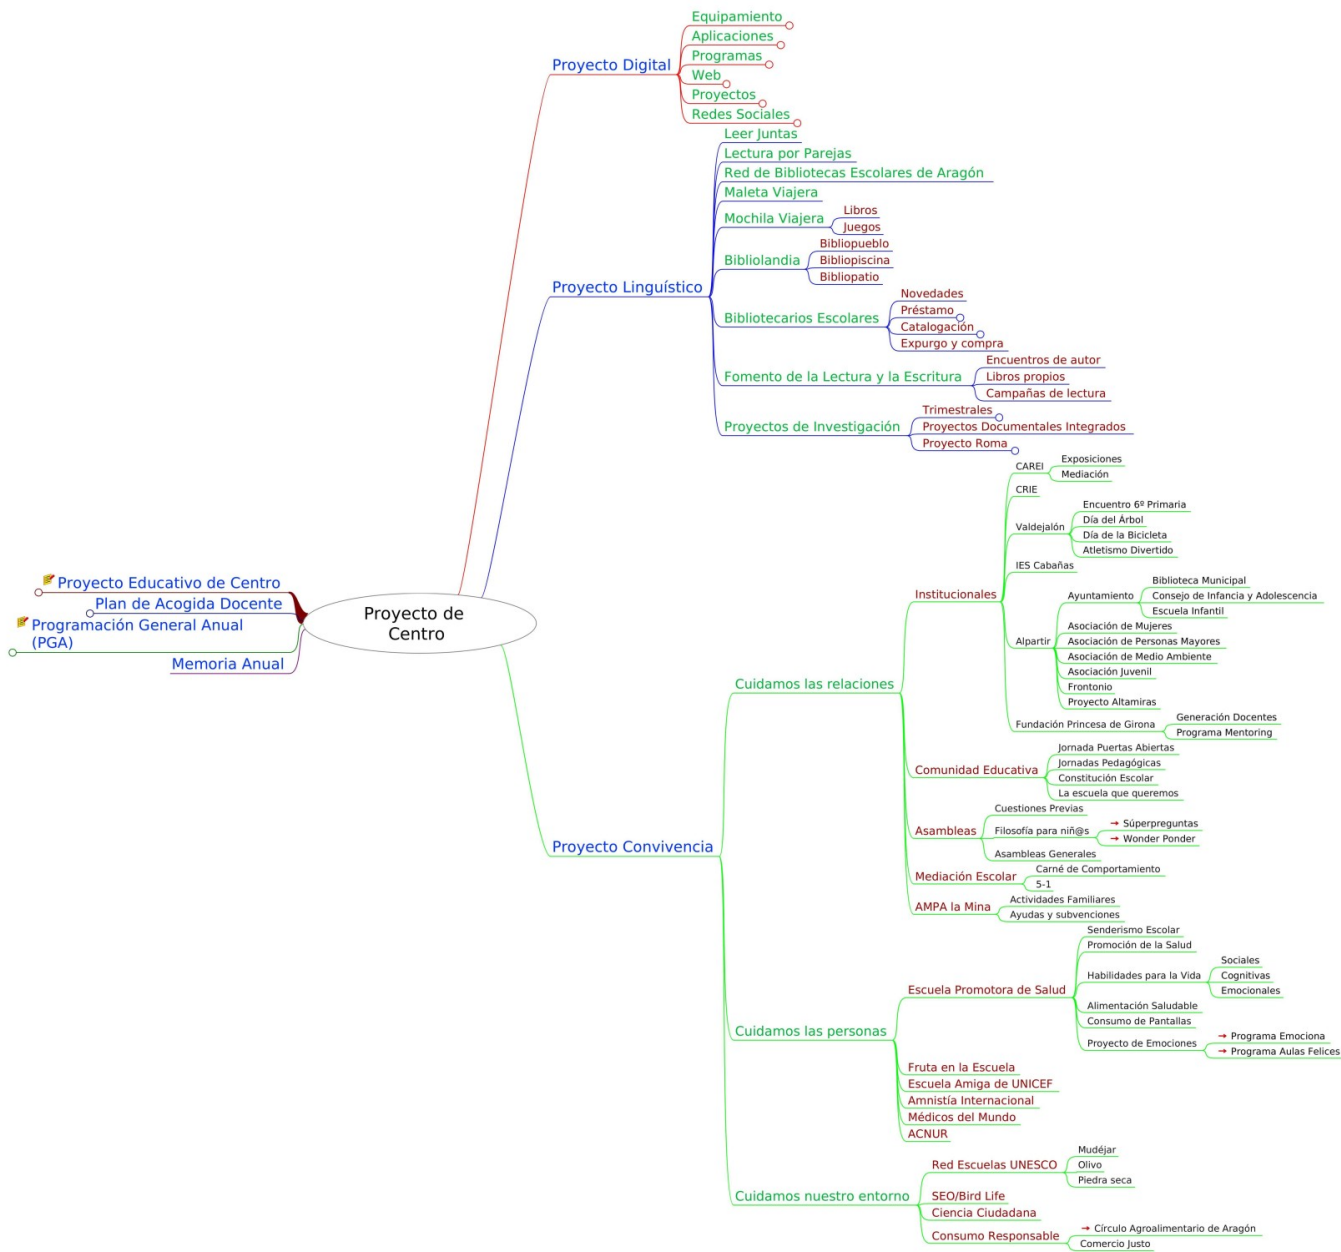 Proyecto de
Centro
Proyecto Educativo de Centro
Plan de Acogida Docente
Programación General Anual
(PGA)
Memoria Anual
Proyecto Digital
Equipamiento
Aplicaciones
Programas
Web
Proyectos
Redes Sociales
Proyecto Linguístico
Leer Juntas
Lectura por Parejas
Red de Bibliotecas Escolares de Aragón
Maleta Viajera
Mochila Viajera
Libros
Juegos
Bibliolandia
Bibliopueblo
Bibliopiscina
Bibliopatio
Bibliotecarios Escolares
Novedades
Préstamo
Catalogación
Expurgo y compra
Fomento de la Lectura y la Escritura
Encuentros de autor
Libros propios
Campañas de lectura
Proyectos de Investigación
Trimestrales
Proyectos Documentales Integrados
Proyecto Roma
Proyecto Convivencia
Cuidamos las relaciones
Institucionales
CAREI
Exposiciones
Mediación
CRIE
Valdejalón
Encuentro 6º Primaria
Día del Árbol
Día de la Bicicleta
Atletismo Divertido
IES Cabañas
Alpartir
Ayuntamiento
Biblioteca Municipal
Consejo de Infancia y Adolescencia
Escuela Infantil
Asociación de Mujeres
Asociación de Personas Mayores
Asociación de Medio Ambiente
Asociación Juvenil
Frontonio
Proyecto Altamiras
Fundación Princesa de Girona
Generación Docentes
Programa Mentoring
Comunidad Educativa
Jornada Puertas Abiertas
Jornadas Pedagógicas
Constitución Escolar
La escuela que queremos
Asambleas
Cuestiones Previas
Filosofía para niñ@s
→ Súperpreguntas
→ Wonder Ponder
Asambleas Generales
Mediación Escolar
Carné de Comportamiento
5-1
AMPA la Mina
Actividades Familiares
Ayudas y subvenciones
Cuidamos las personas
Escuela Promotora de Salud
Senderismo Escolar
Promoción de la Salud
Habilidades para la Vida
Sociales
Cognitivas
Emocionales
Alimentación Saludable
Consumo de Pantallas
Proyecto de Emociones
→ Programa Emociona
→ Programa Aulas Felices
Fruta en la Escuela
Escuela Amiga de UNICEF
Amnistía Internacional
Médicos del Mundo
ACNUR
Cuidamos nuestro entorno
Red Escuelas UNESCO
Mudéjar
Olivo
Piedra seca
SEO/Bird Life
Ciencia Ciudadana
Consumo Responsable
→ Círculo Agroalimentario de Aragón
Comercio Justo